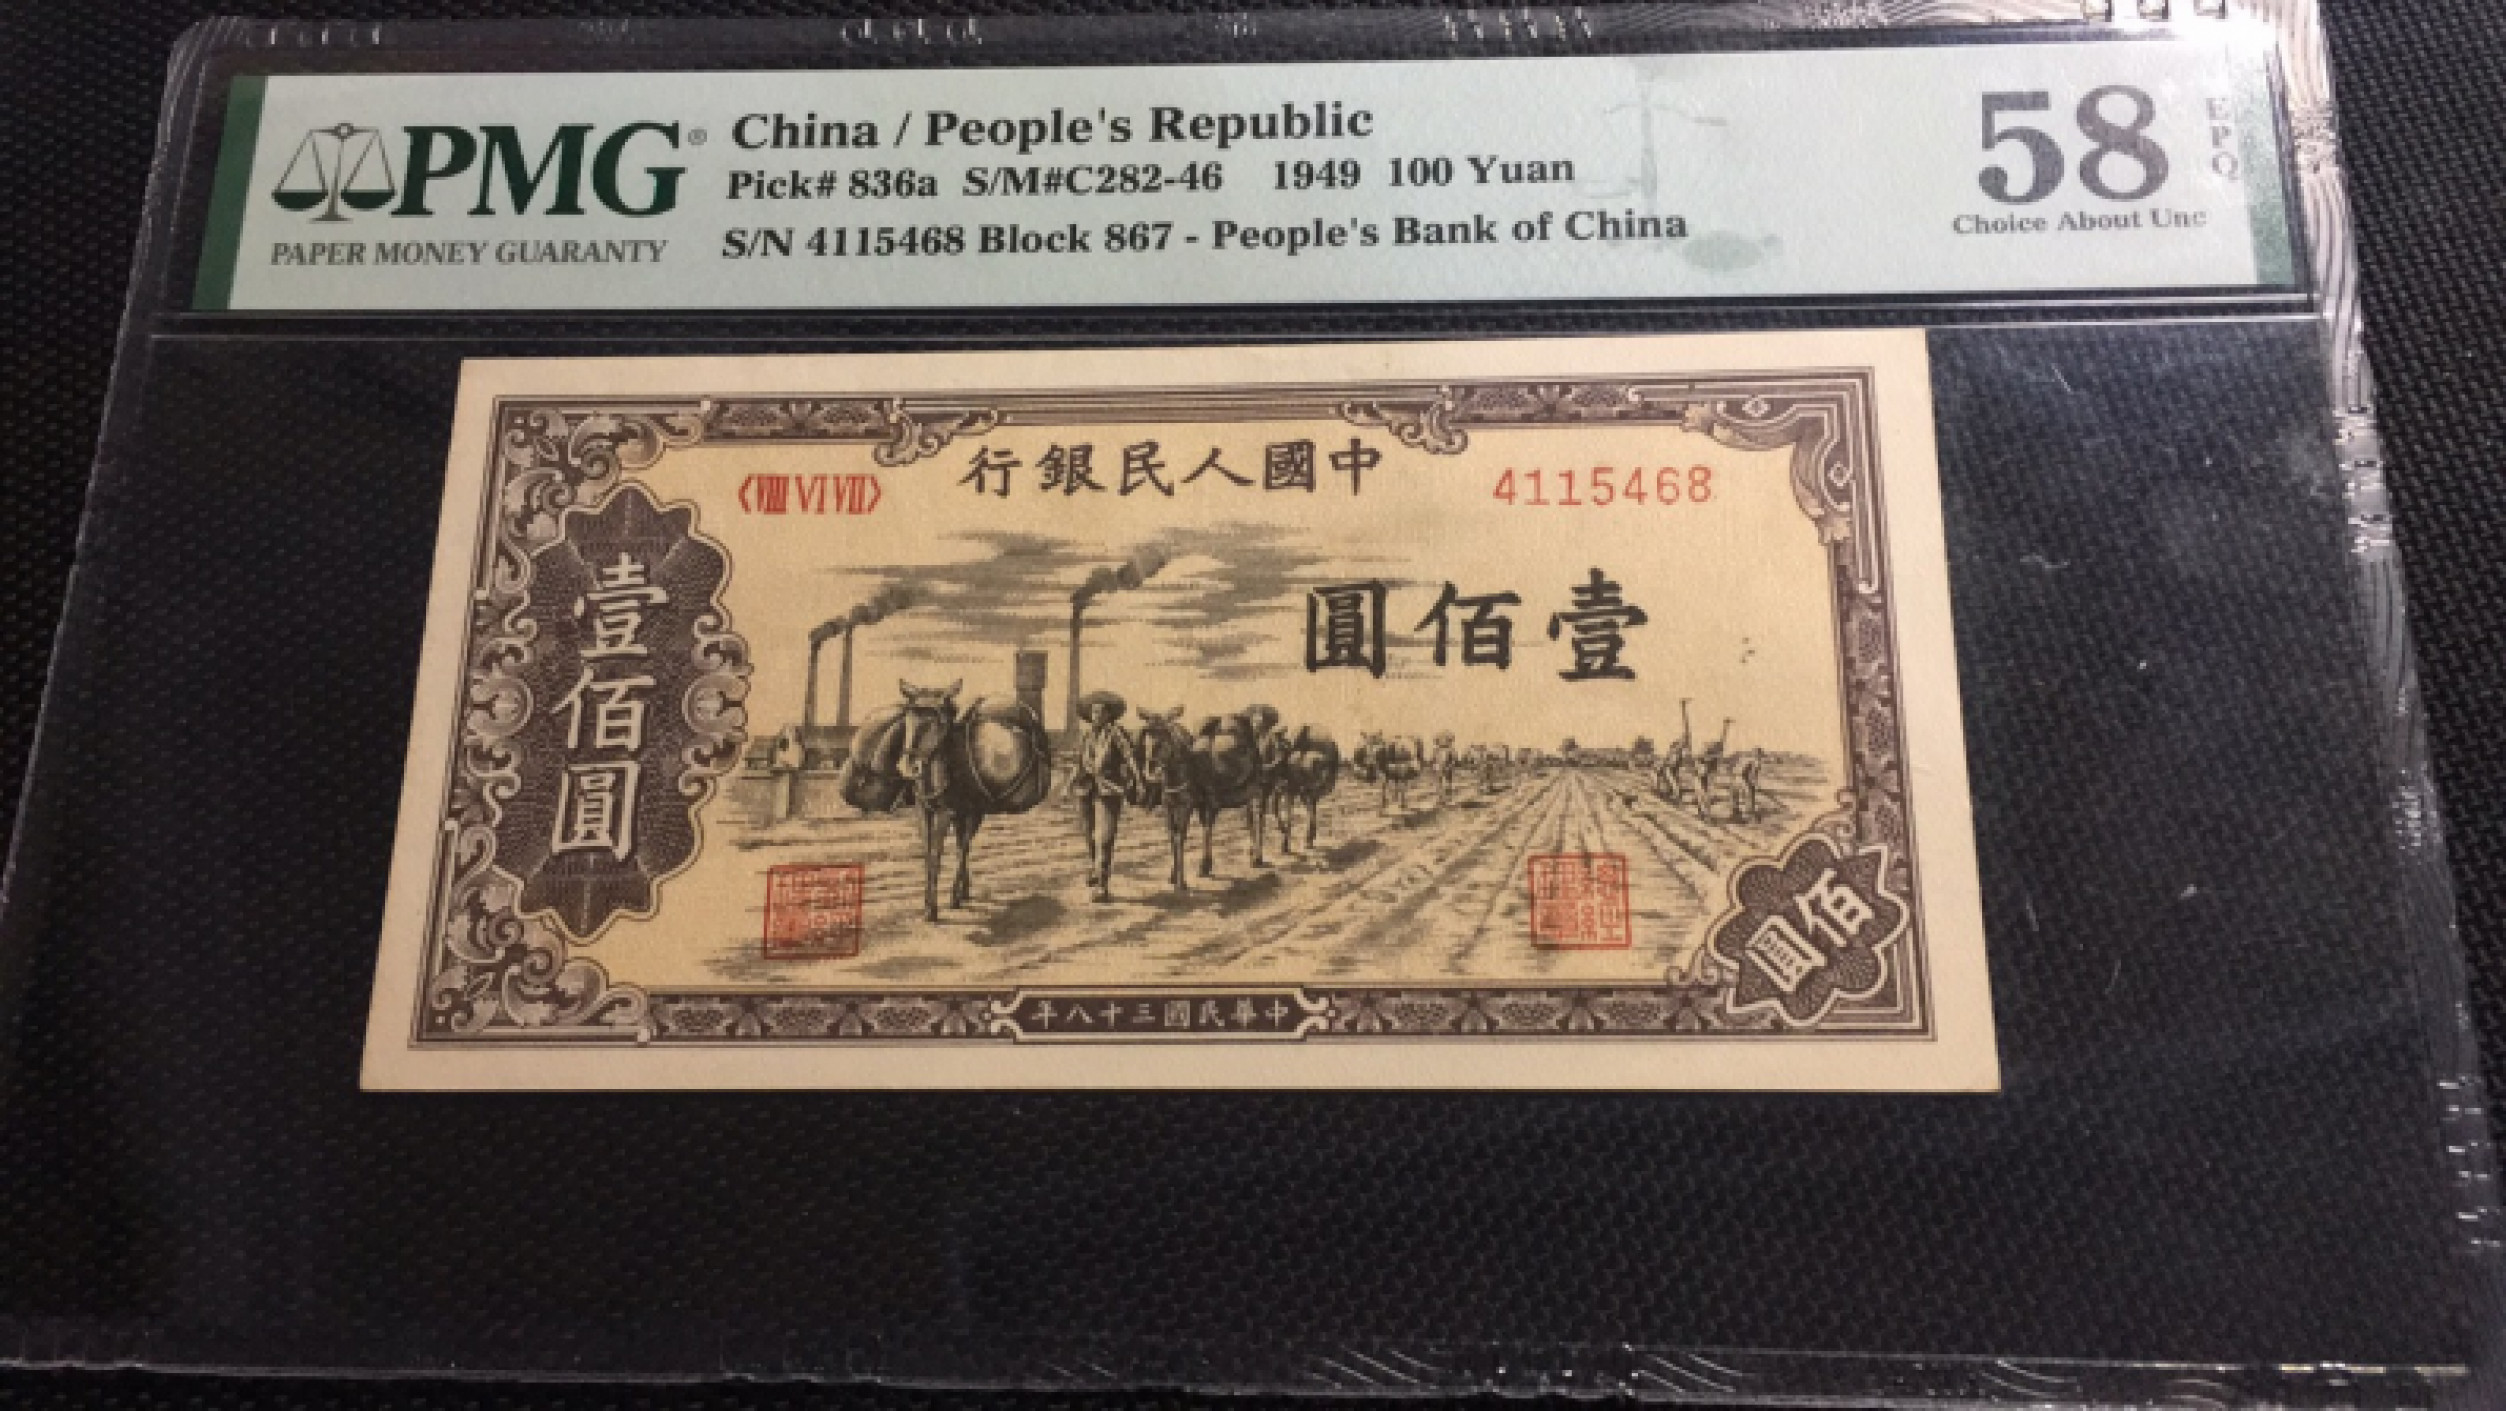 PMG®
PAPER MONEY GUARANTY
China / People's Republic
Pick# 836a S/M#C282-46 1949 100 Yuan
S/N 4115468 Block 867 - People's Bank of China
58
EPQ
Choice About Unc
行銀民人國中
〈VIII VI VII〉
4115468
圓佰壹
壹佰圓
佰圓
年八十三國民華中